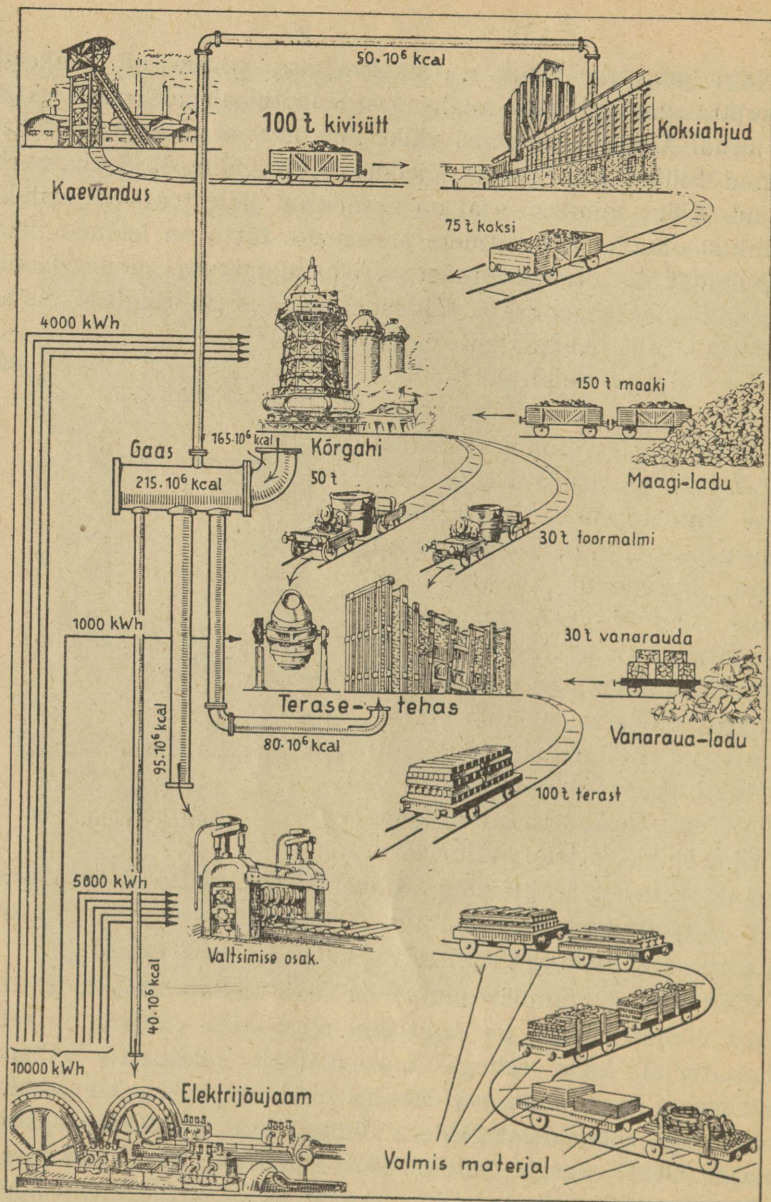 50·10⁶ kcal
100 t kivisütt
Koksiahjud
Kaevandus
75 t koksi
4000 kWh
150 t maaki
Gaas
165·10⁶ kcal
Kõrgahi
215·10⁶ kcal
50 t
Maagi-ladu
30 t toormalmi
1000 kWh
30 t vanarauda
Terase-tehas
Vanaraua-ladu
95·10⁶ kcal
80·10⁶ kcal
100 t terast
5000 kWh
Valtsimise osak.
40·10⁶ kcal
10000 kWh
Elektrijõujaam
Valmis materjal